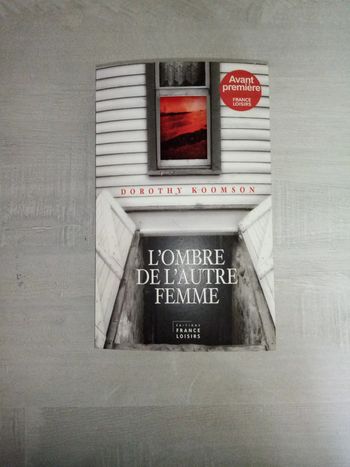 Avant
première
FRANCE
LOISIRS
DOROTHY KOOMSON
L'OMBRE
DE L'AUTRE
FEMME
ÉDITIONS
FRANCE
LOISIRS